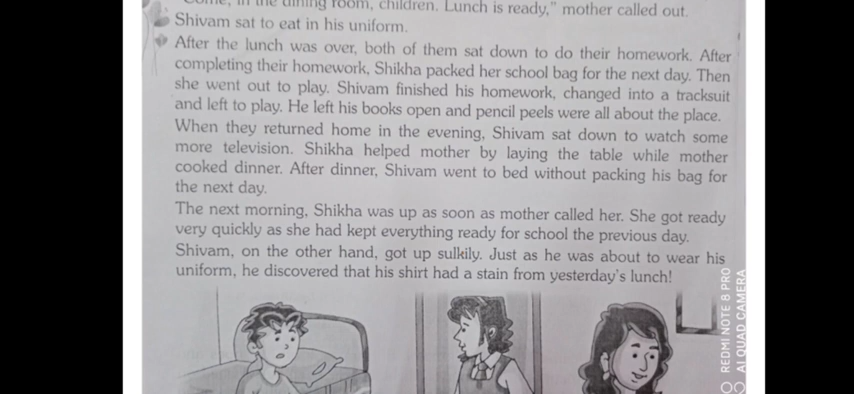 Come, in the dining room, children. Lunch is ready," mother called out.
Shivam sat to eat in his uniform.
After the lunch was over, both of them sat down to do their homework. After
completing their homework, Shikha packed her school bag for the next day. Then
she went out to play. Shivam finished his homework, changed into a tracksuit
and left to play. He left his books open and pencil peels were all about the place.
When they returned home in the evening, Shivam sat down to watch some
more television. Shikha helped mother by laying the table while mother
cooked dinner. After dinner, Shivam went to bed without packing his bag for
the next day.
The next morning, Shikha was up as soon as mother called her. She got ready
very quickly as she had kept everything ready for school the previous day.
Shivam, on the other hand, got up sulkily. Just as he was about to wear his
uniform, he discovered that his shirt had a stain from yesterday's lunch!
REDMI NOTE 8 PRO
AI QUAD CAMERA